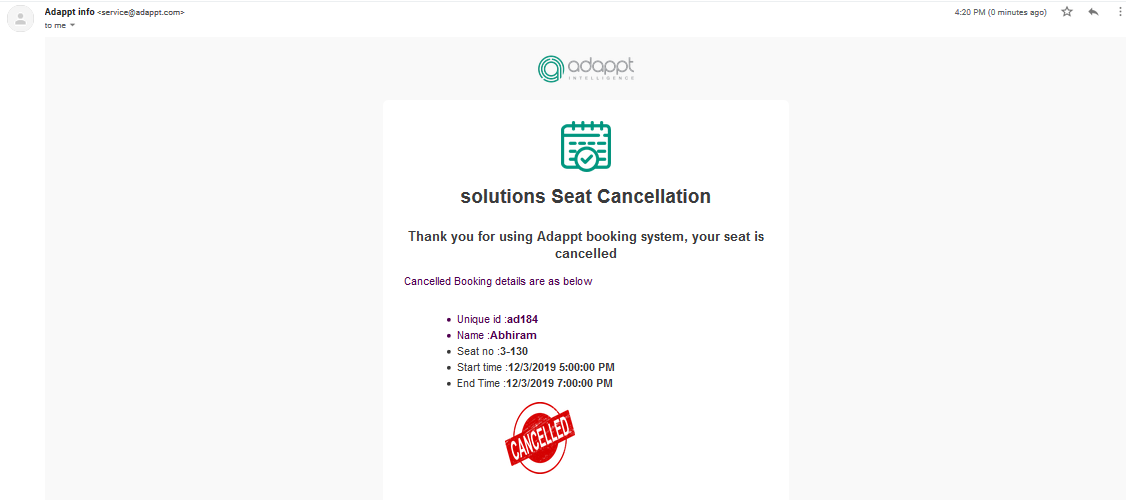 Adappt info <service@adappt.com>
4:20 PM (0 minutes ago)
to me
adappt
INTELLIGENCE
solutions Seat Cancellation
Thank you for using Adappt booking system, your seat is
cancelled
Cancelled Booking details are as below
• Unique id :ad184
• Name :Abhiram
• Seat no :3-130
• Start time :12/3/2019 5:00:00 PM
• End Time :12/3/2019 7:00:00 PM
CANCELLED